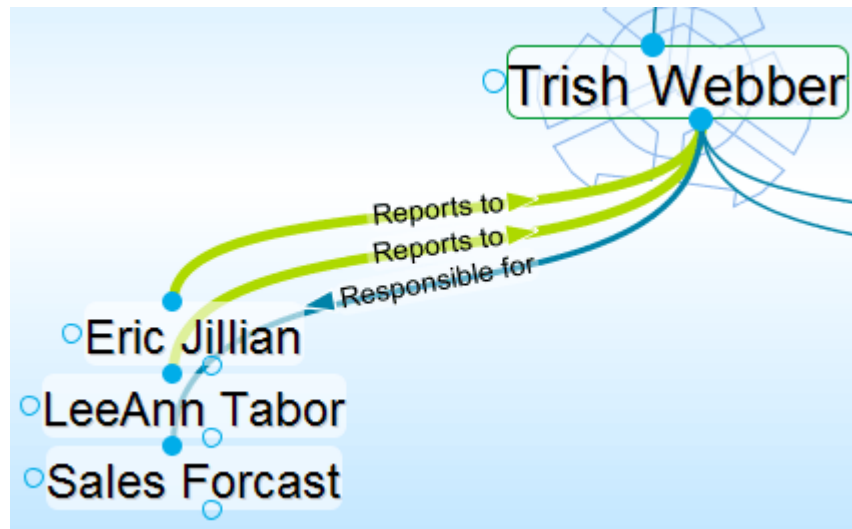 Trish Webber
Reports to
Reports to
Responsible for
Eric Jillian
LeeAnn Tabor
Sales Forcast